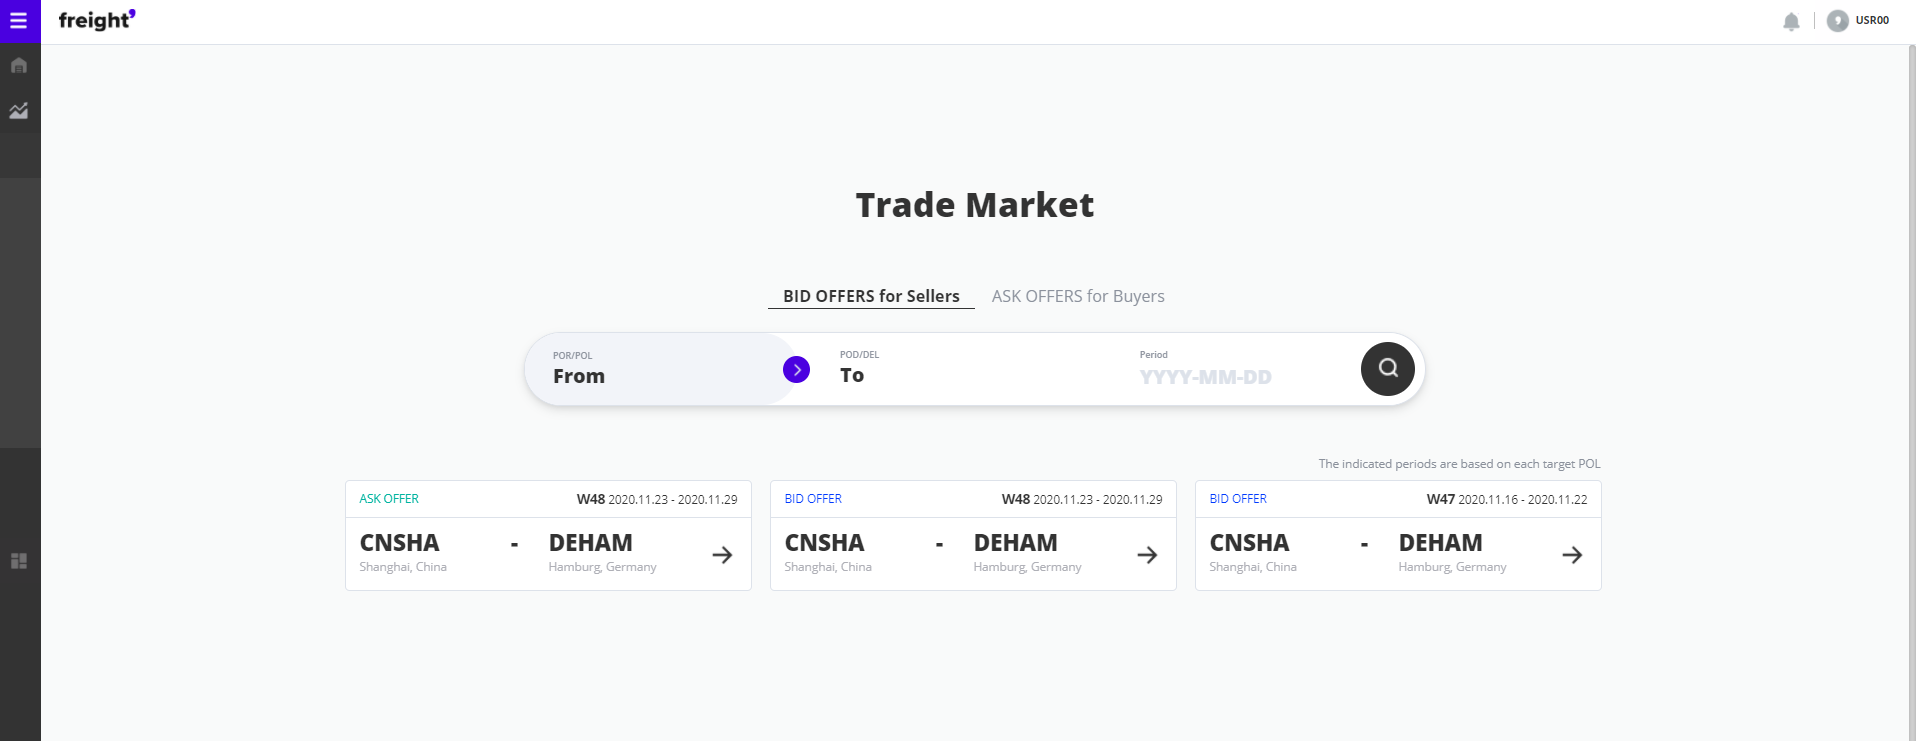 freight'
USR00
Trade Market
BID OFFERS for Sellers ASK OFFERS for Buyers
POR/POL POD/DEL Period
From To YYYY-MM-DD
The indicated periods are based on each target POL
ASK OFFER W48 2020.11.23 - 2020.11.29
CNSHA - DEHAM
Shanghai, China Hamburg, Germany
BID OFFER W48 2020.11.23 - 2020.11.29
CNSHA - DEHAM
Shanghai, China Hamburg, Germany
BID OFFER W47 2020.11.16 - 2020.11.22
CNSHA - DEHAM
Shanghai, China Hamburg, Germany